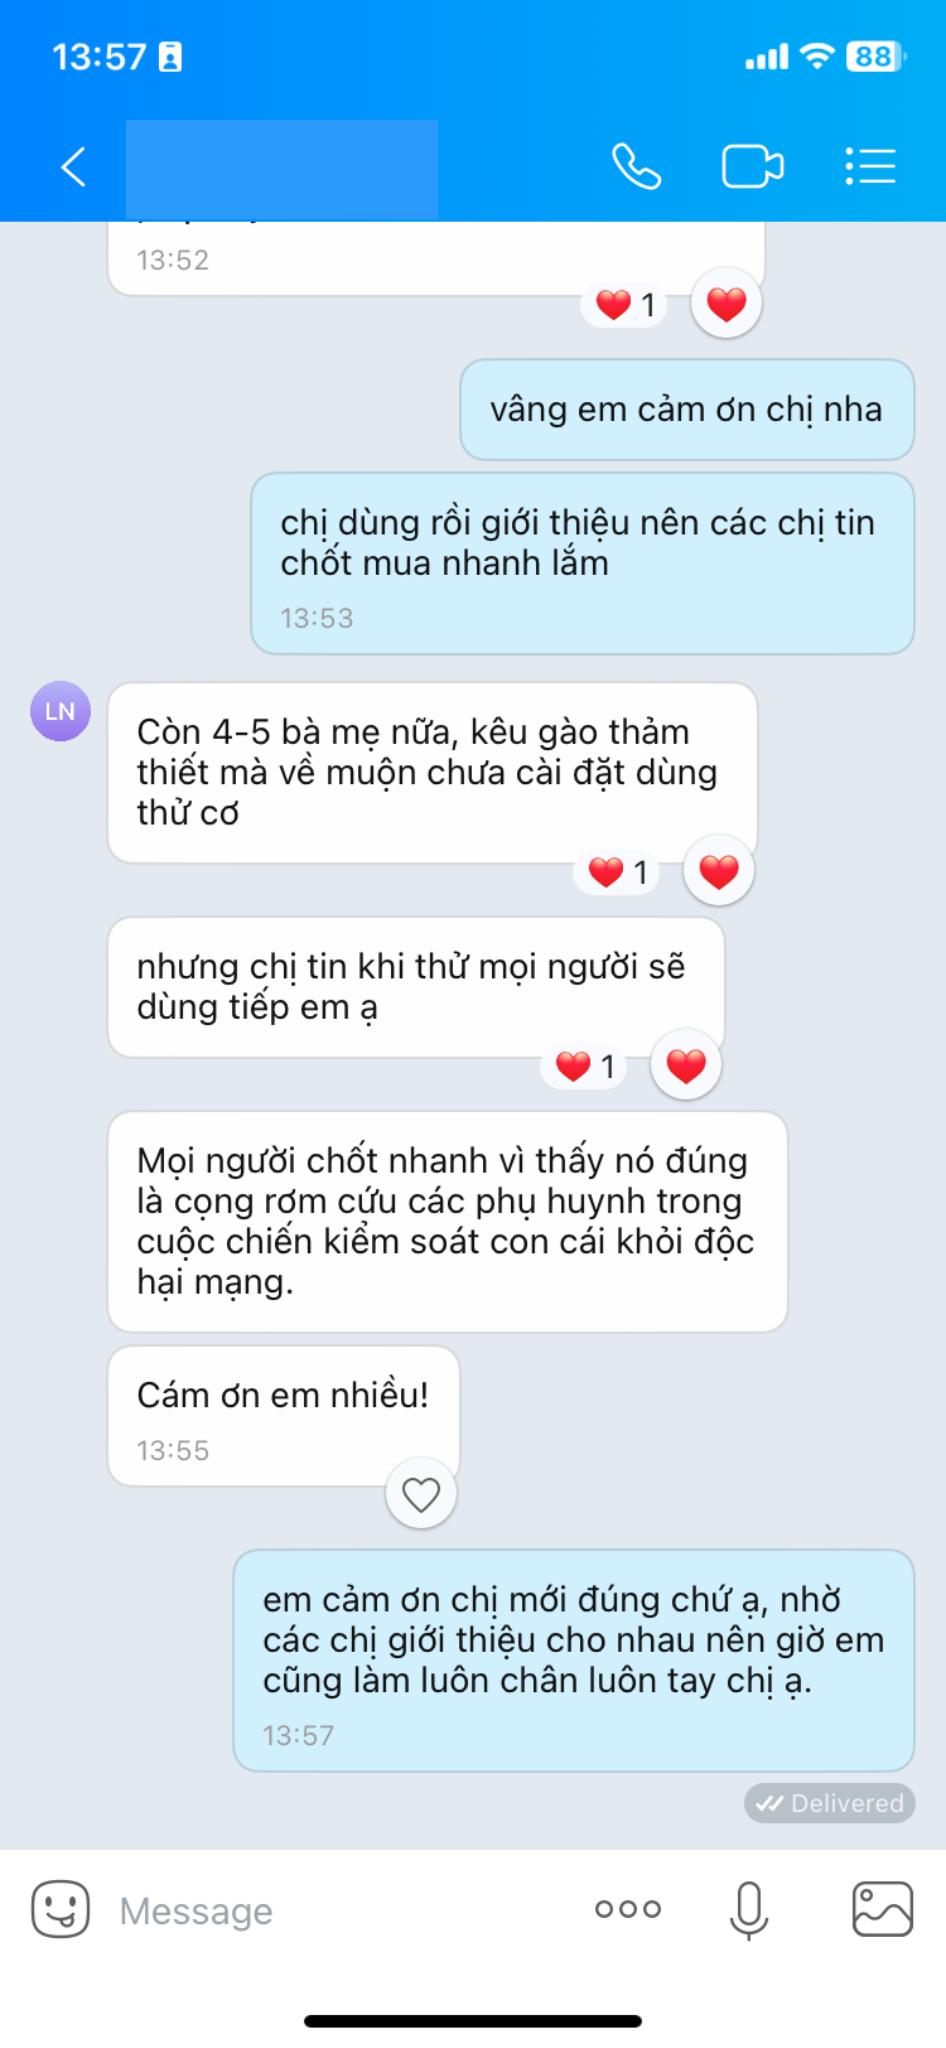 13:57
88
13:52
1
vâng em cảm ơn chị nha
chị dùng rồi giới thiệu nên các chị tin
chốt mua nhanh lắm
13:53
LN
Còn 4-5 bà mẹ nữa, kêu gào thảm
thiết mà về muộn chưa cài đặt dùng
thử cơ
1
nhưng chị tin khi thử mọi người sẽ
dùng tiếp em ạ
1
Mọi người chốt nhanh vì thấy nó đúng
là cọng rơm cứu các phụ huynh trong
cuộc chiến kiểm soát con cái khỏi độc
hại mạng.
Cám ơn em nhiều!
13:55
em cảm ơn chị mới đúng chứ ạ, nhờ
các chị giới thiệu cho nhau nên giờ em
cũng làm luôn chân luôn tay chị ạ.
13:57
Delivered
Message